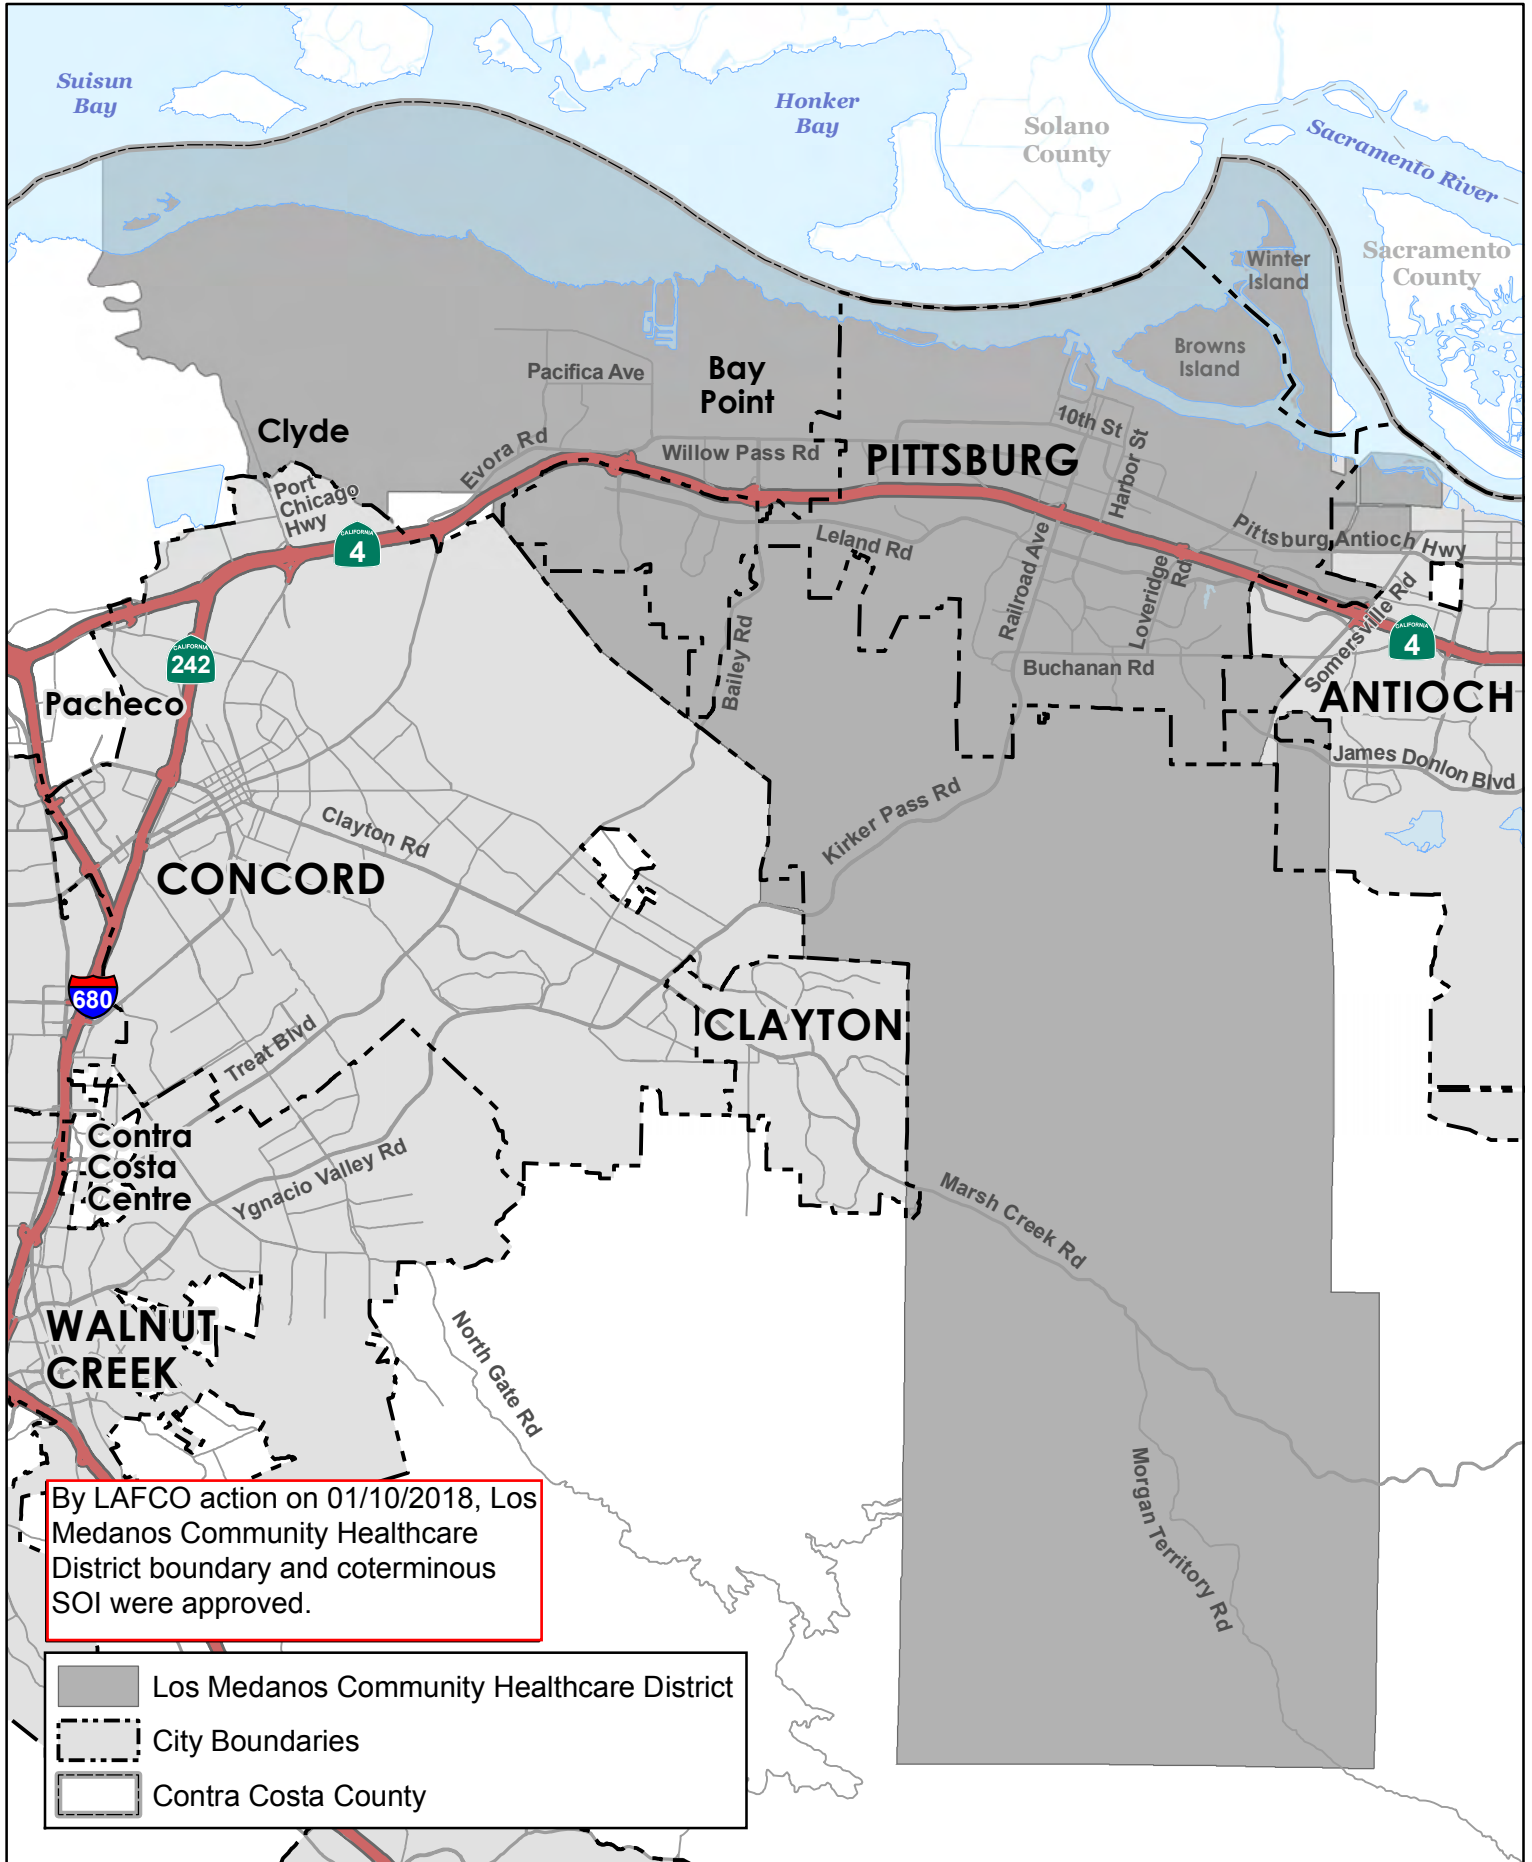 Suisun
Bay
Honker
Bay
Solano
County
Sacramento River
Sacramento
County
Winter
Island
Browns
Island
Pacifica Ave
Bay
Point
Clyde
10th St
Evora Rd
Willow Pass Rd
PITTSBURG
Harbor St
Port
Chicago
Hwy
CALIFORNIA
4
Leland Rd
Railroad Ave
Pittsburg Antioch Hwy
Loveridge
Rd
Somersville Rd
CALIFORNIA
4
CALIFORNIA
242
Bailey Rd
Buchanan Rd
Pacheco
ANTIOCH
James Donlon Blvd
Kirker Pass Rd
Clayton Rd
CONCORD
680
CLAYTON
Treat Blvd
Contra
Costa
Centre
Ygnacio Valley Rd
Marsh Creek Rd
WALNUT
CREEK
North Gate Rd
Morgan Territory Rd
By LAFCO action on 01/10/2018, Los
Medanos Community Healthcare
District boundary and coterminous
SOI were approved.
Los Medanos Community Healthcare District
City Boundaries
Contra Costa County